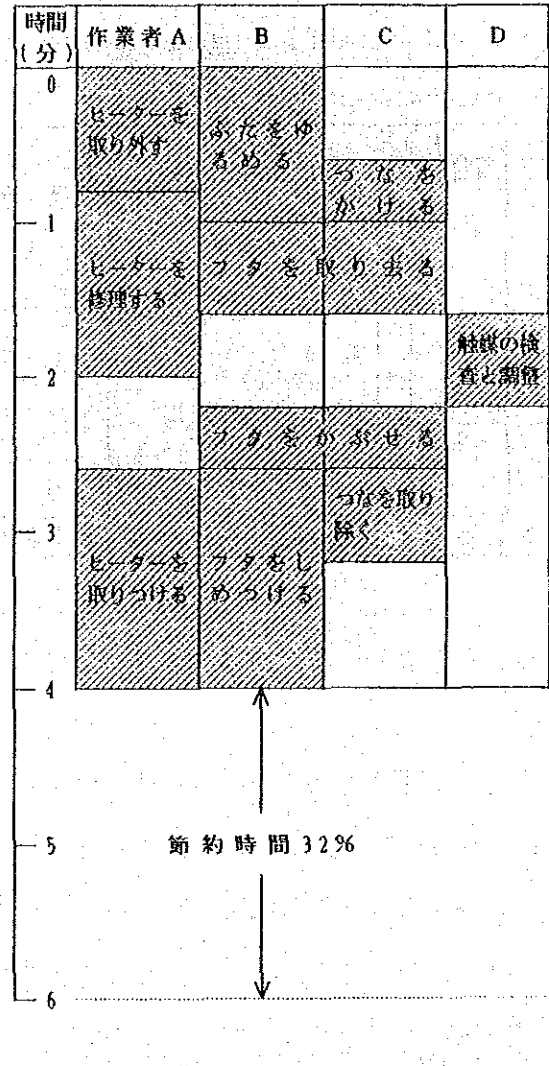 時間
(分)
作業者A
B
C
D
0
ヒーターを
取り外す
ふたをゆ
るめる
つなを
かける
1
ヒーターを
修理する
フタを取り去る
触媒の検
査と調整
2
フタをかぶせる
つなを取り
除く
3
ヒーターを
取りつける
フタをし
めつける
4
5
節約時間32%
6